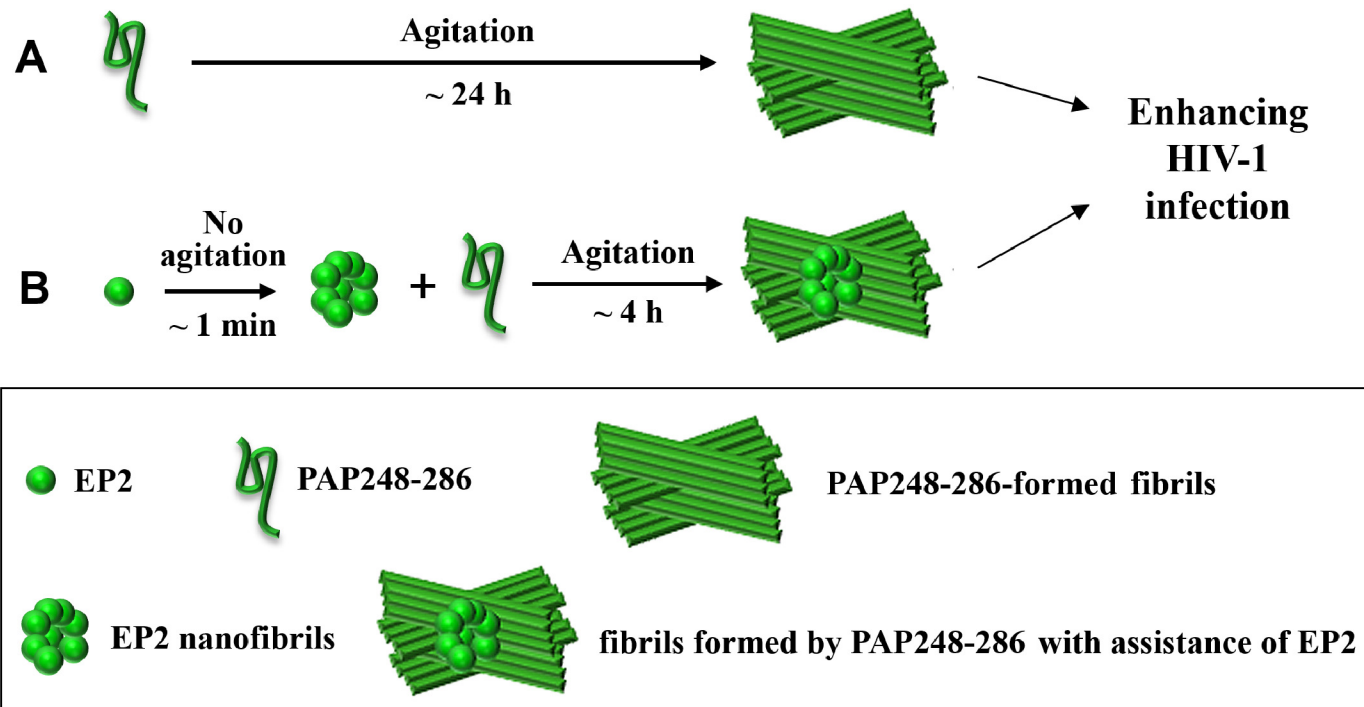 A
Agitation
~ 24 h
Enhancing
HIV-1
infection
B
No
agitation
~ 1 min
+
Agitation
~ 4 h
EP2
PAP248-286
PAP248-286-formed fibrils
EP2 nanofibrils
fibrils formed by PAP248-286 with assistance of EP2